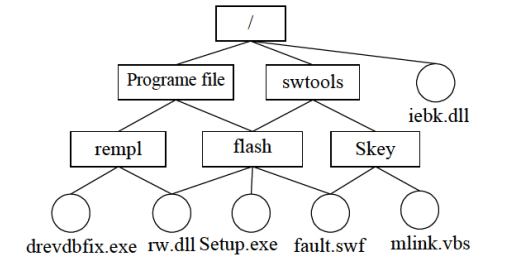 /
Programe file
swtools
iebk.dll
rempl
flash
Skey
drevdbfix.exe
rw.dll
Setup.exe
fault.swf
mlink.vbs